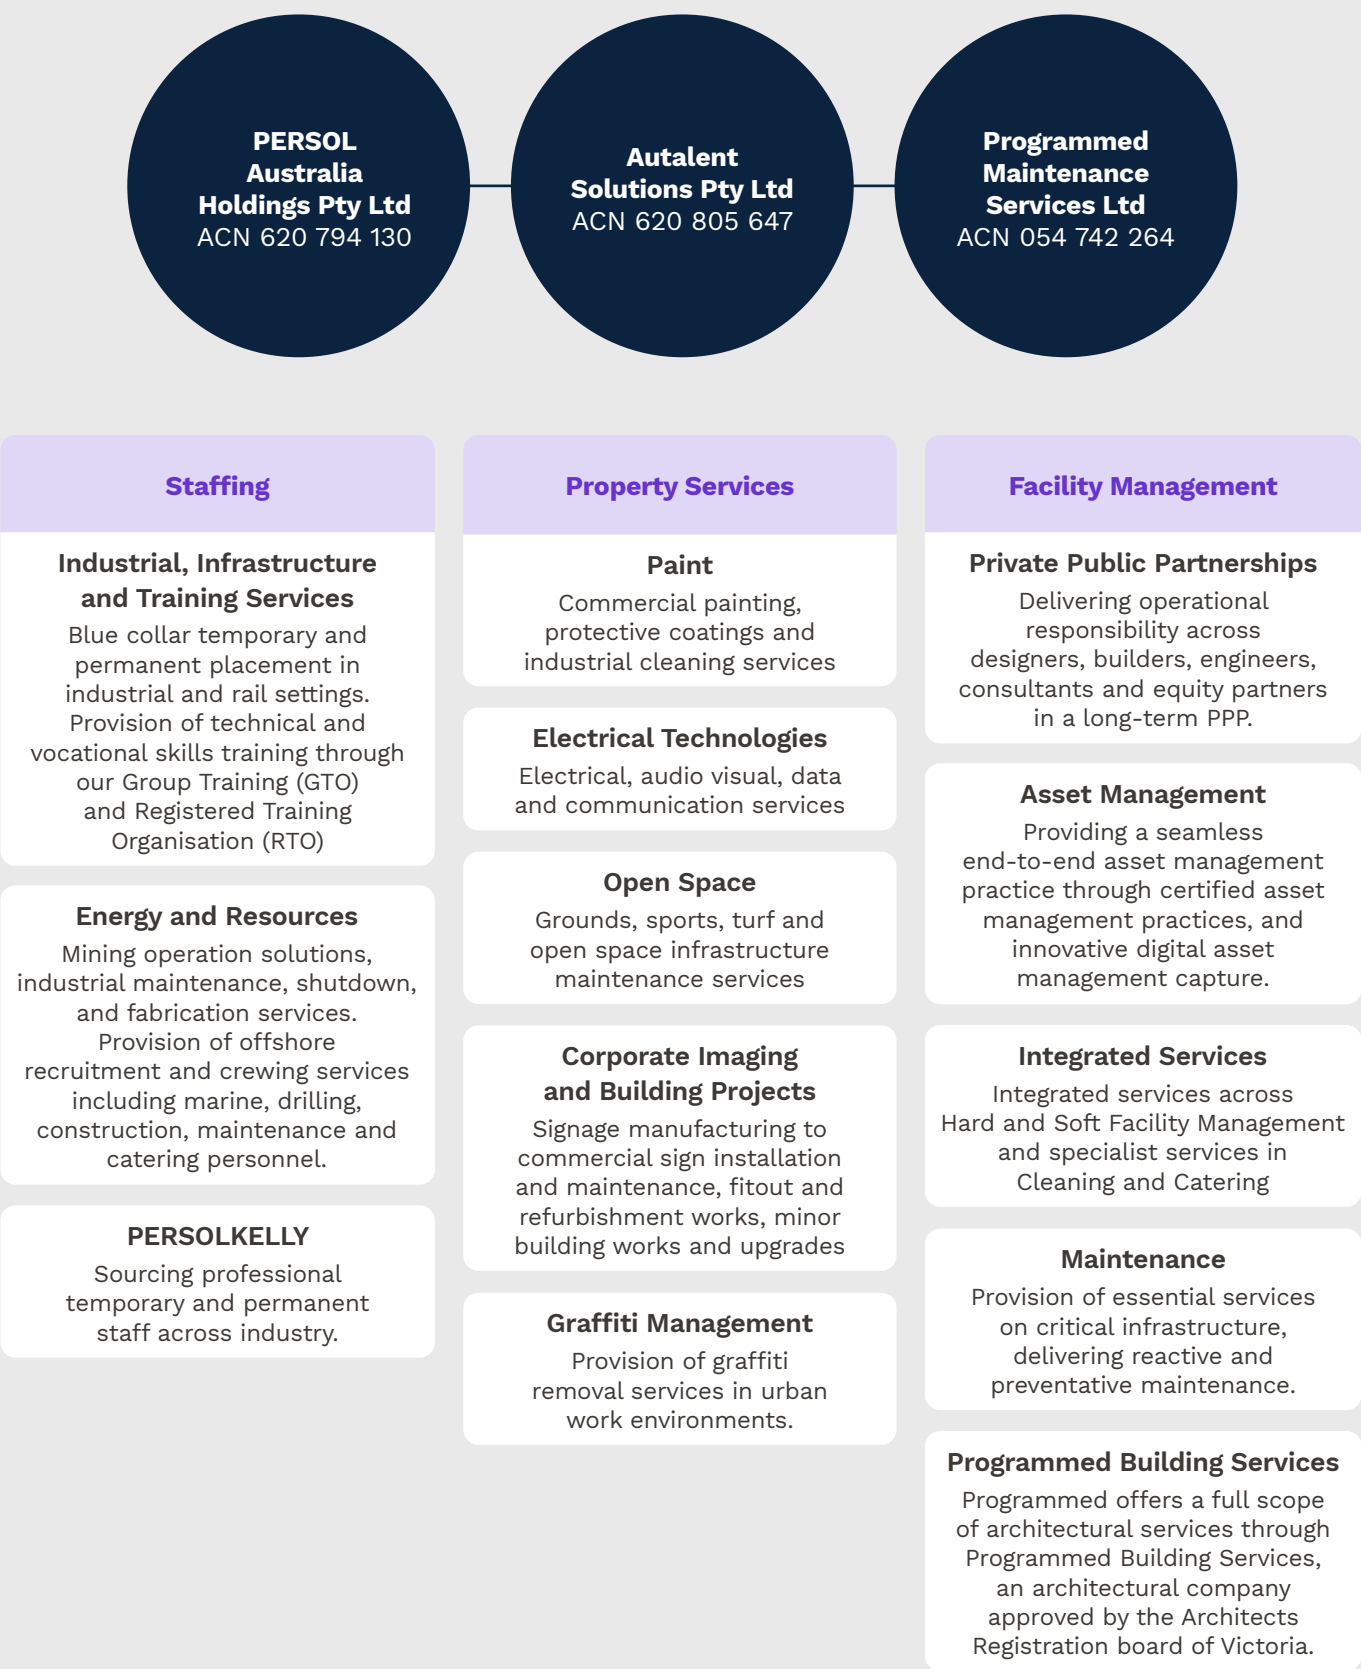 PERSOL
Australia
Holdings Pty Ltd
ACN 620 794 130
Autalent
Solutions Pty Ltd
ACN 620 805 647
Programmed
Maintenance
Services Ltd
ACN 054 742 264
Staffing
Industrial, Infrastructure
and Training Services
Blue collar temporary and
permanent placement in
industrial and rail settings.
Provision of technical and
vocational skills training through
our Group Training (GTO)
and Registered Training
Organisation (RTO)
Energy and Resources
Mining operation solutions,
industrial maintenance, shutdown,
and fabrication services.
Provision of offshore
recruitment and crewing services
including marine, drilling,
construction, maintenance and
catering personnel.
PERSOLKELLY
Sourcing professional
temporary and permanent
staff across industry.
Property Services
Paint
Commercial painting,
protective coatings and
industrial cleaning services
Electrical Technologies
Electrical, audio visual, data
and communication services
Open Space
Grounds, sports, turf and
open space infrastructure
maintenance services
Corporate Imaging
and Building Projects
Signage manufacturing to
commercial sign installation
and maintenance, fitout and
refurbishment works, minor
building works and upgrades
Graffiti Management
Provision of graffiti
removal services in urban
work environments.
Facility Management
Private Public Partnerships
Delivering operational
responsibility across
designers, builders, engineers,
consultants and equity partners
in a long-term PPP.
Asset Management
Providing a seamless
end-to-end asset management
practice through certified asset
management practices, and
innovative digital asset
management capture.
Integrated Services
Integrated services across
Hard and Soft Facility Management
and specialist services in
Cleaning and Catering
Maintenance
Provision of essential services
on critical infrastructure,
delivering reactive and
preventative maintenance.
Programmed Building Services
Programmed offers a full scope
of architectural services through
Programmed Building Services,
an architectural company
approved by the Architects
Registration board of Victoria.